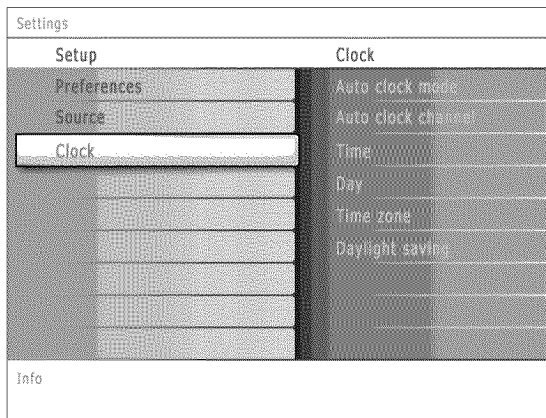 Settings
Setup
Clock
Preferences
Auto clock mode
Source
Auto clock channel
Clock
Time
Day
Time zone
Daylight saving
Info